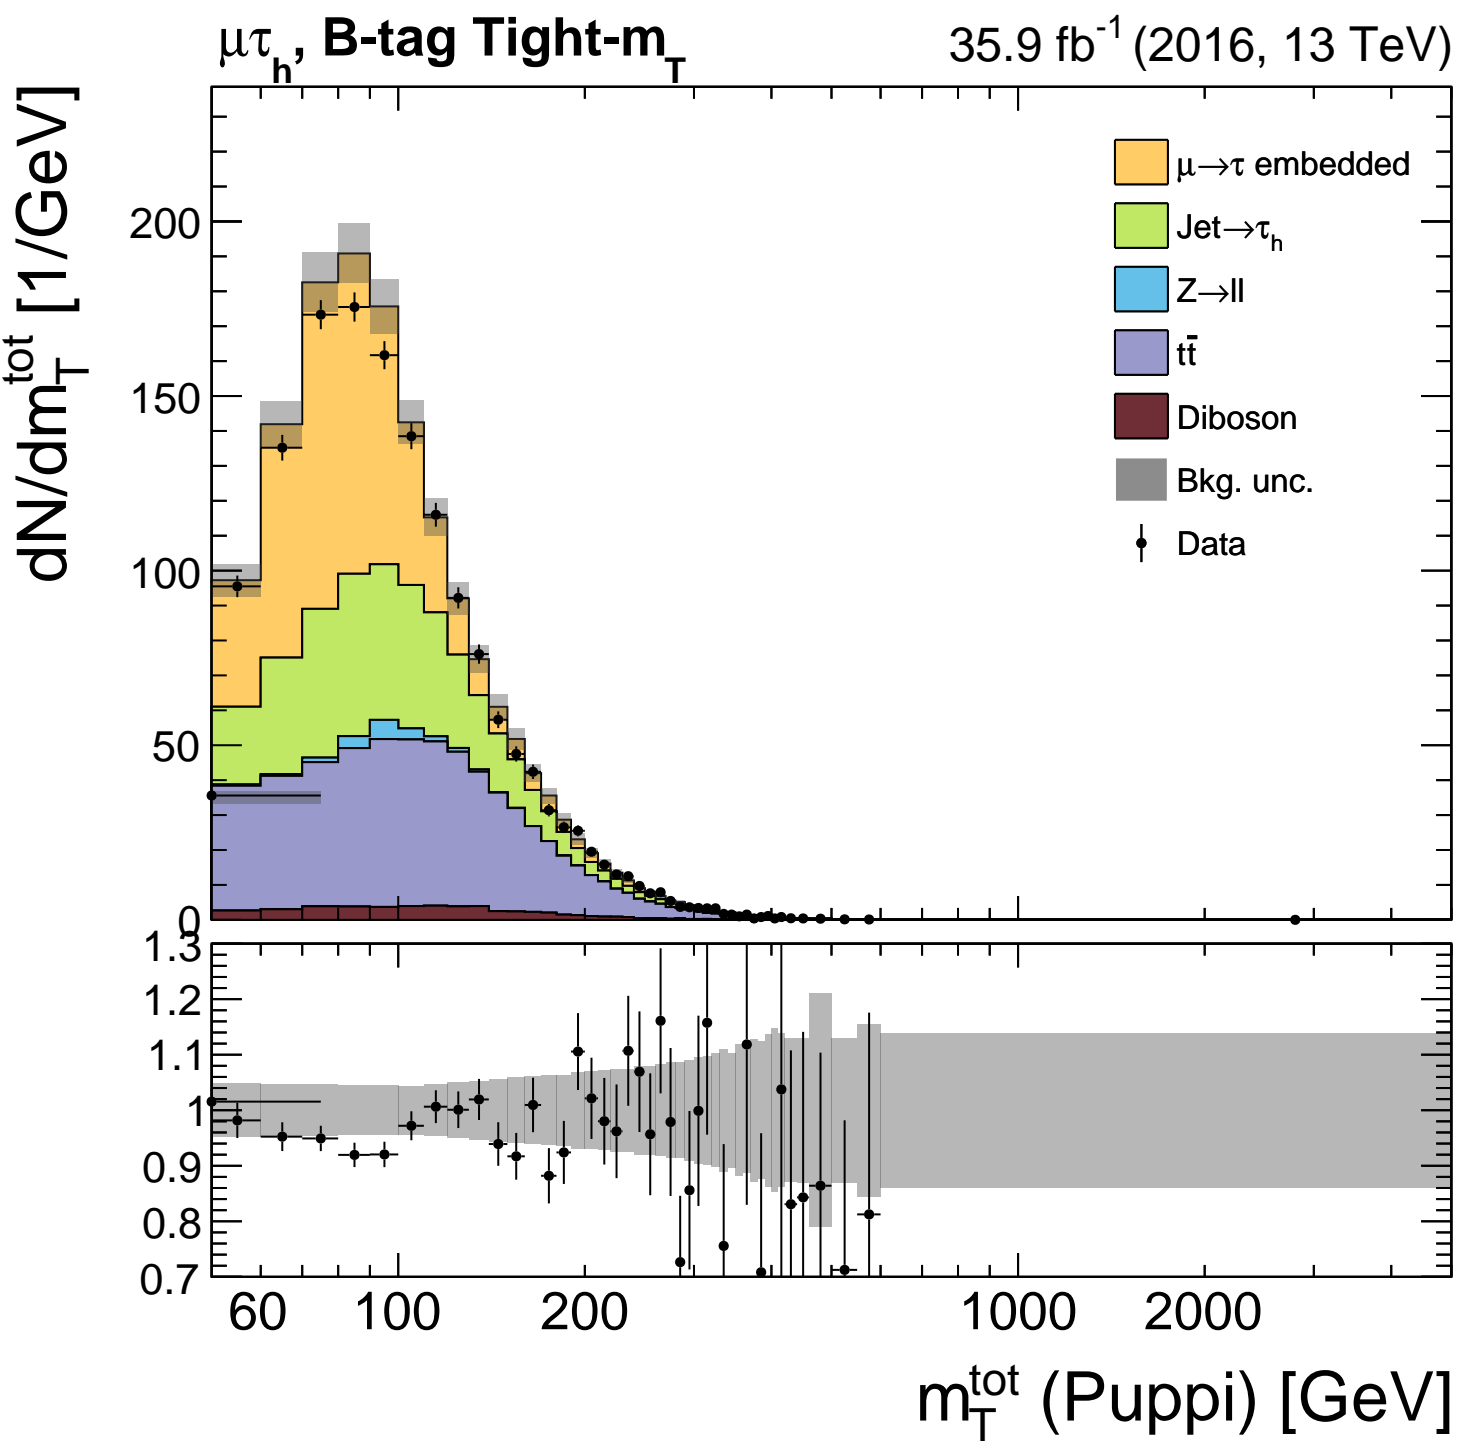 μτh, B-tag Tight-mT
35.9 fb-1 (2016, 13 TeV)
dN/dmTtot [1/GeV]
200
150
100
50
0
μ→τ embedded
Jet→τh
Z→ll
tt̄
Diboson
Bkg. unc.
Data
1.3
1.2
1.1
1
0.9
0.8
0.7
60 100 200 1000 2000
mTtot (Puppi) [GeV]